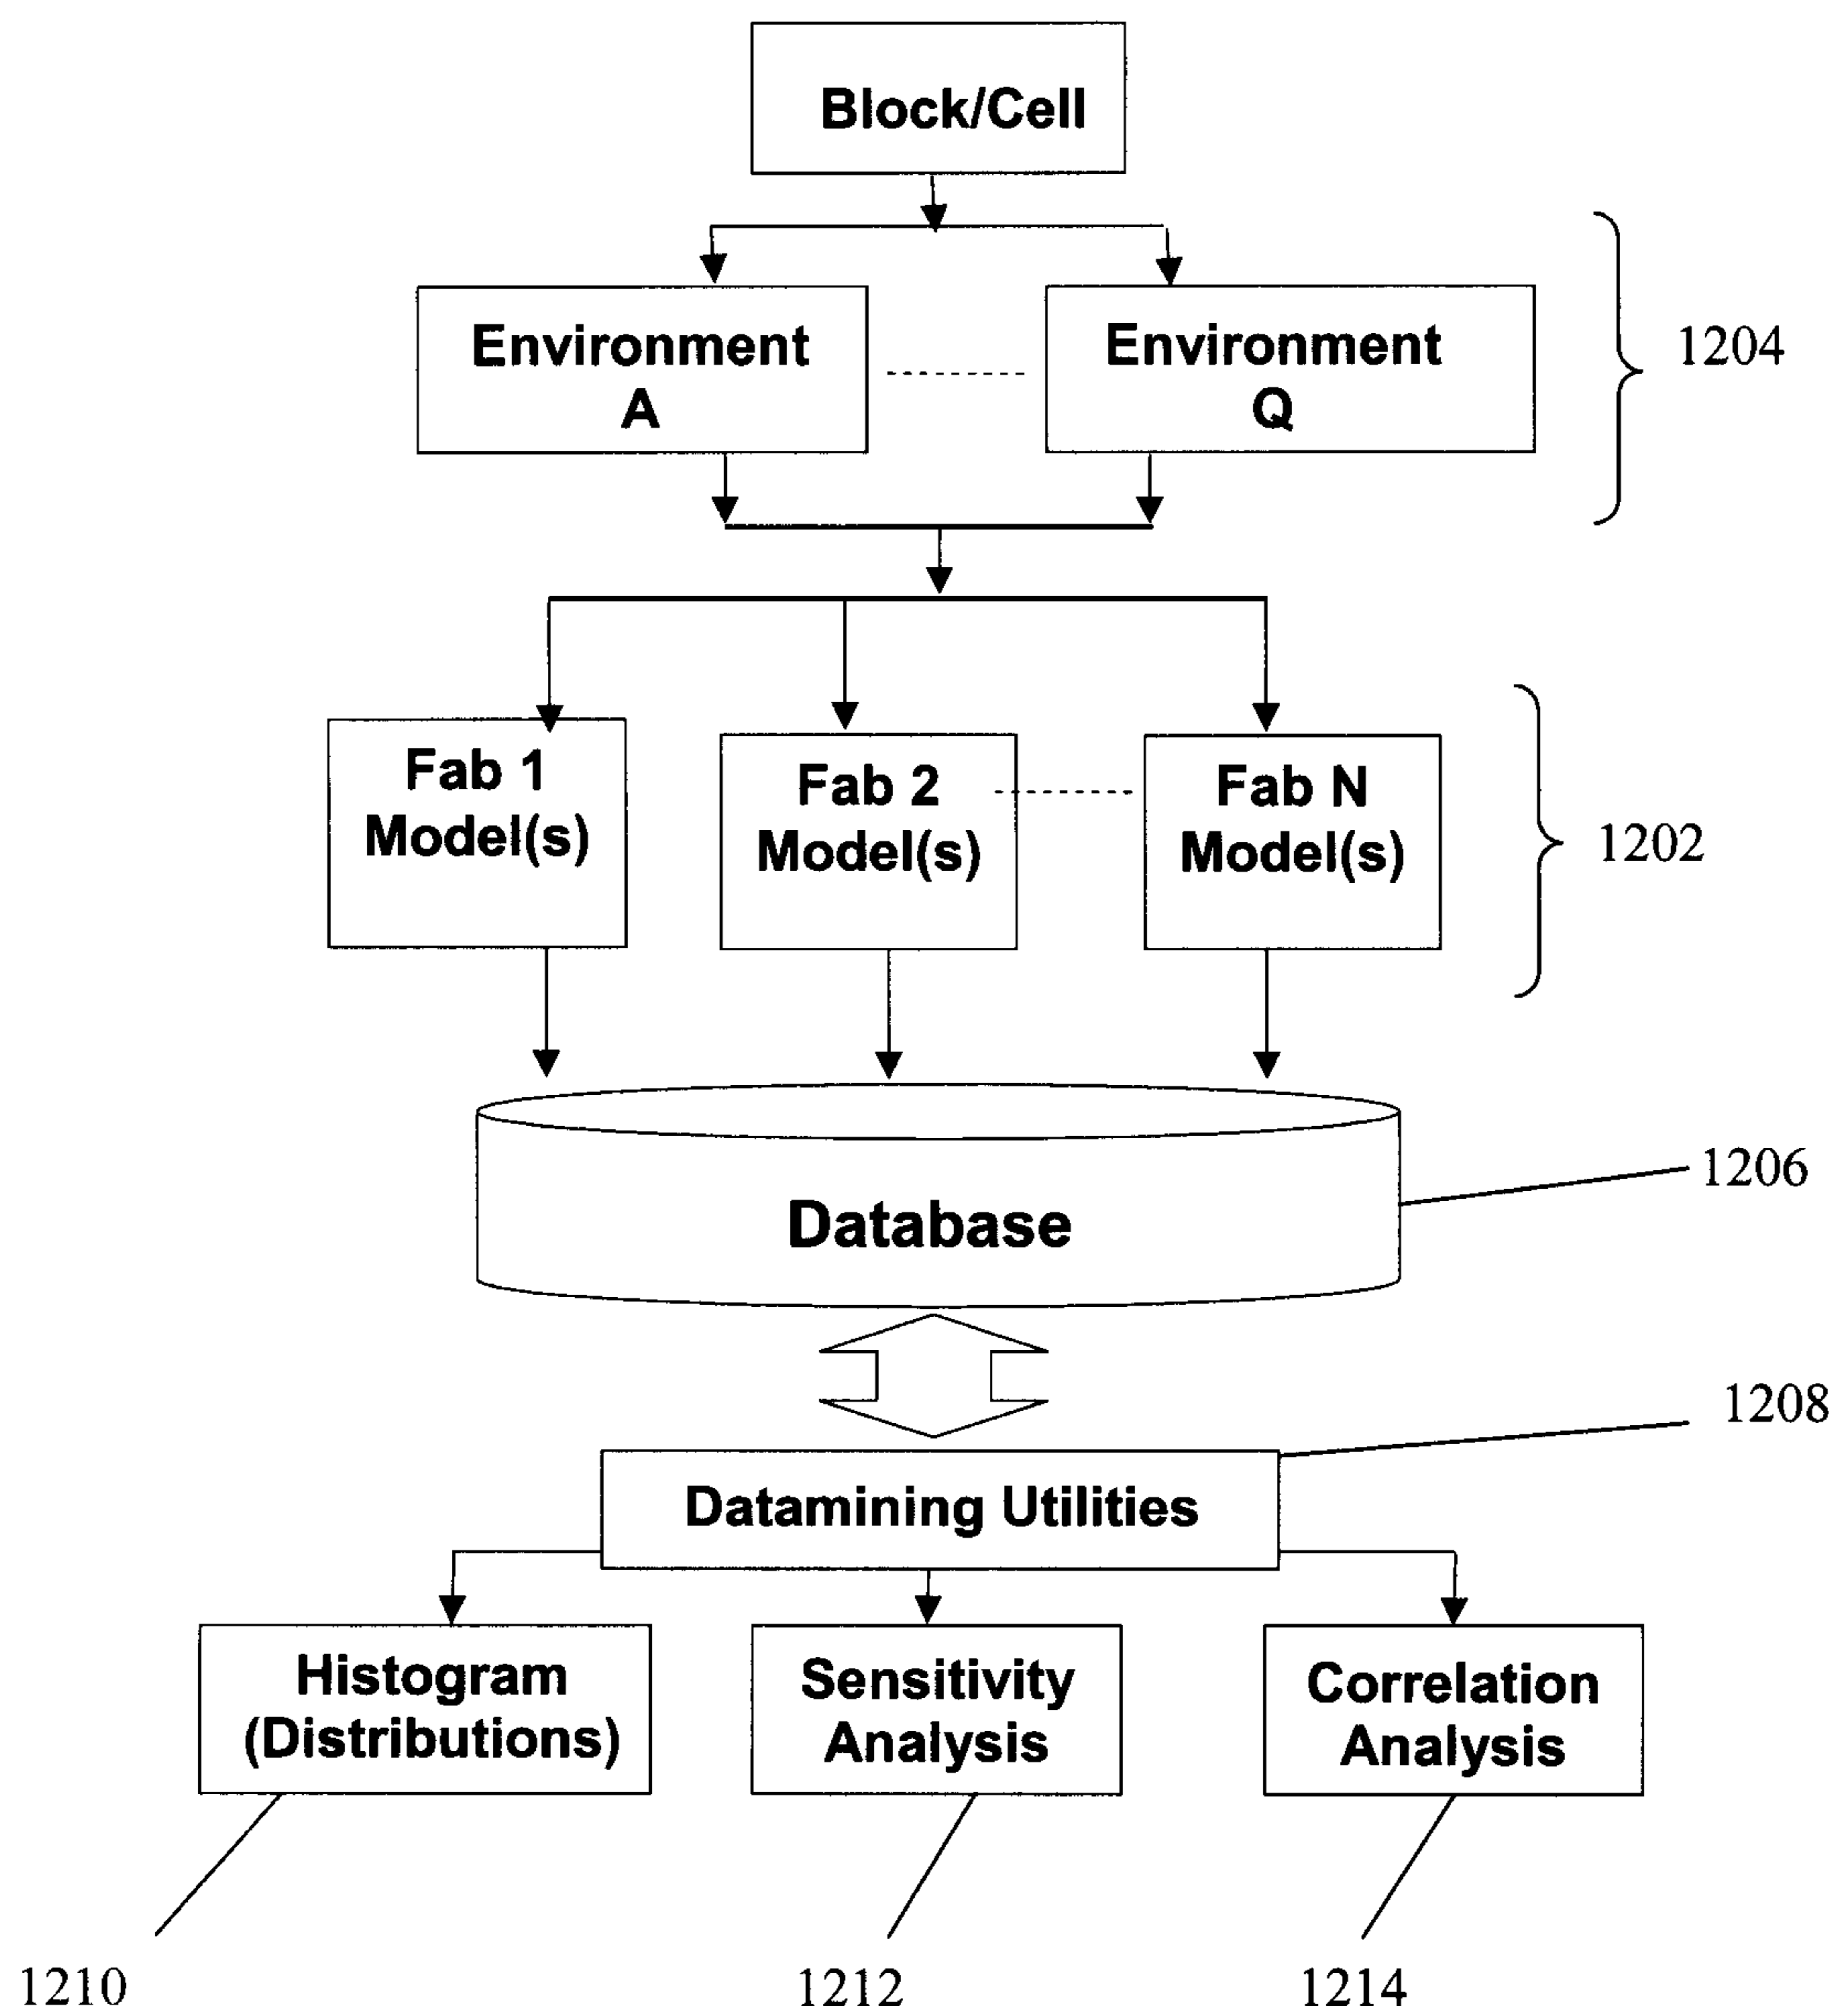 Block/Cell
Environment
A
Environment
Q
1204
Fab 1
Model(s)
Fab 2
Model(s)
Fab N
Model(s)
1202
Database
1206
1208
Datamining Utilities
Histogram
(Distributions)
Sensitivity
Analysis
Correlation
Analysis
1210
1212
1214